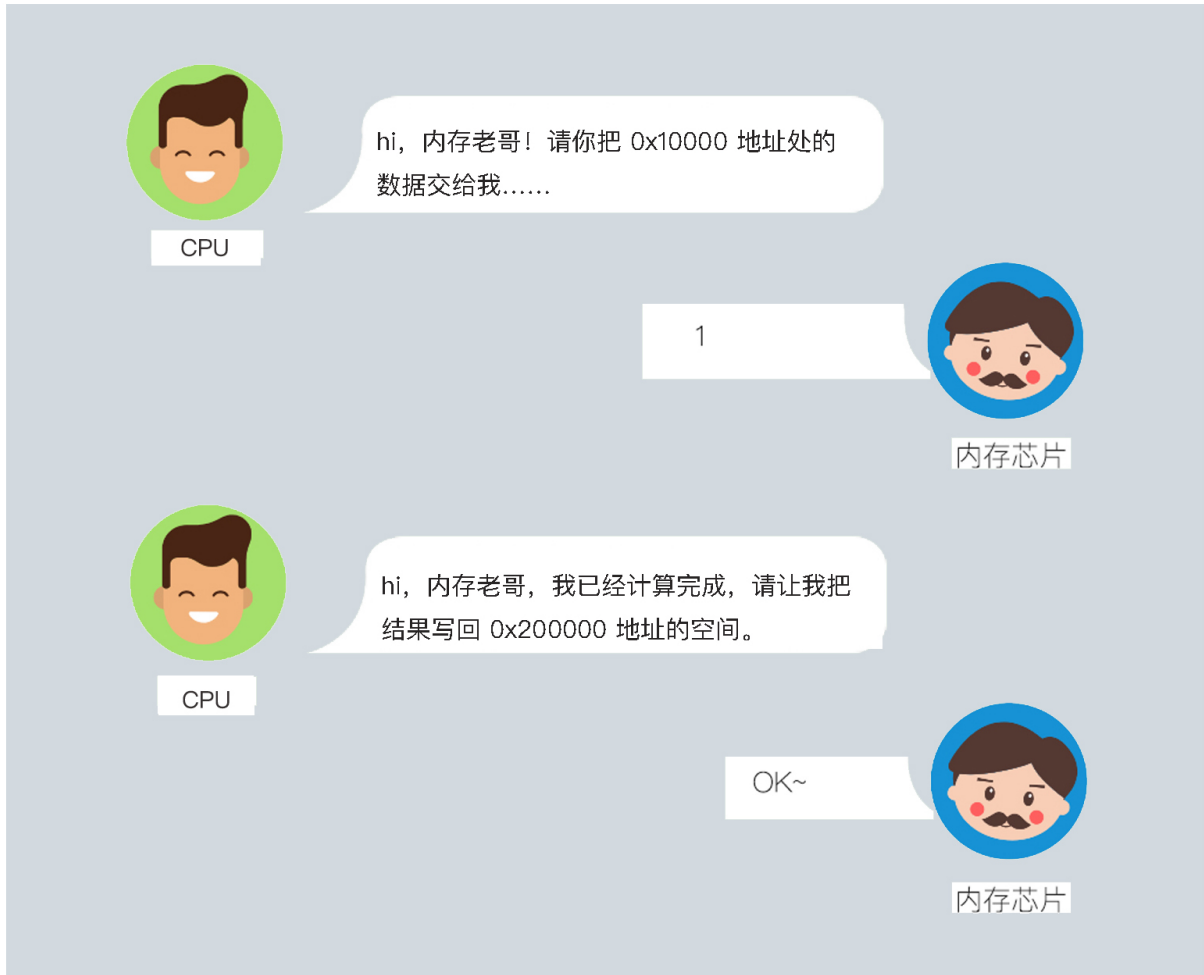 hi，内存老哥！请你把 0x10000 地址处的
数据交给我……
CPU
1
内存芯片
hi，内存老哥，我已经计算完成，请让我把
结果写回 0x200000 地址的空间。
CPU
OK~
内存芯片